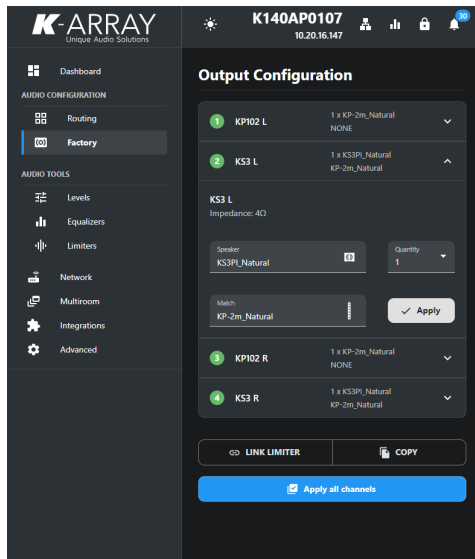 K-ARRAY
Unique Audio Solutions
K140AP0107
10.20.16.147
30
Dashboard
AUDIO CONFIGURATION
Routing
Factory
AUDIO TOOLS
Levels
Equalizers
Limiters
Network
Multiroom
Integrations
Advanced
Output Configuration
1 KP102 L
1 x KP-2m_Natural
NONE
2 KS3 L
1 x KS3PI_Natural
KP-2m_Natural
KS3 L
Impedance: 4Ω
Speaker
KS3PI_Natural
Quantity
1
Match
KP-2m_Natural
Apply
3 KP102 R
1 x KP-2m_Natural
NONE
4 KS3 R
1 x KS3PI_Natural
KP-2m_Natural
LINK LIMITER
COPY
Apply all channels